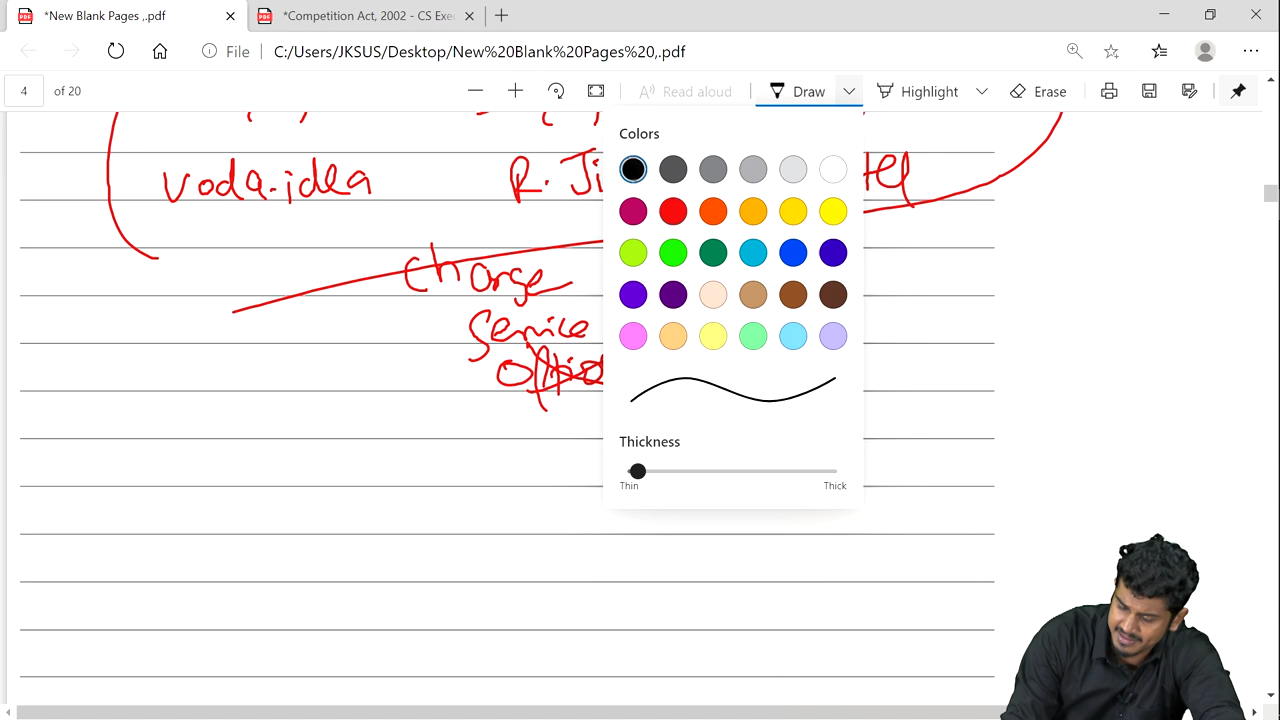 *New Blank Pages ,.pdf
*Competition Act, 2002 - CS Exe
File
C:/Users/JKSUS/Desktop/New%20Blank%20Pages%20,.pdf
4 of 20
Read aloud
Draw
Highlight
Erase
Colors
Voda.idea R. Ji
Charge
Service
Thickness
Thin Thick